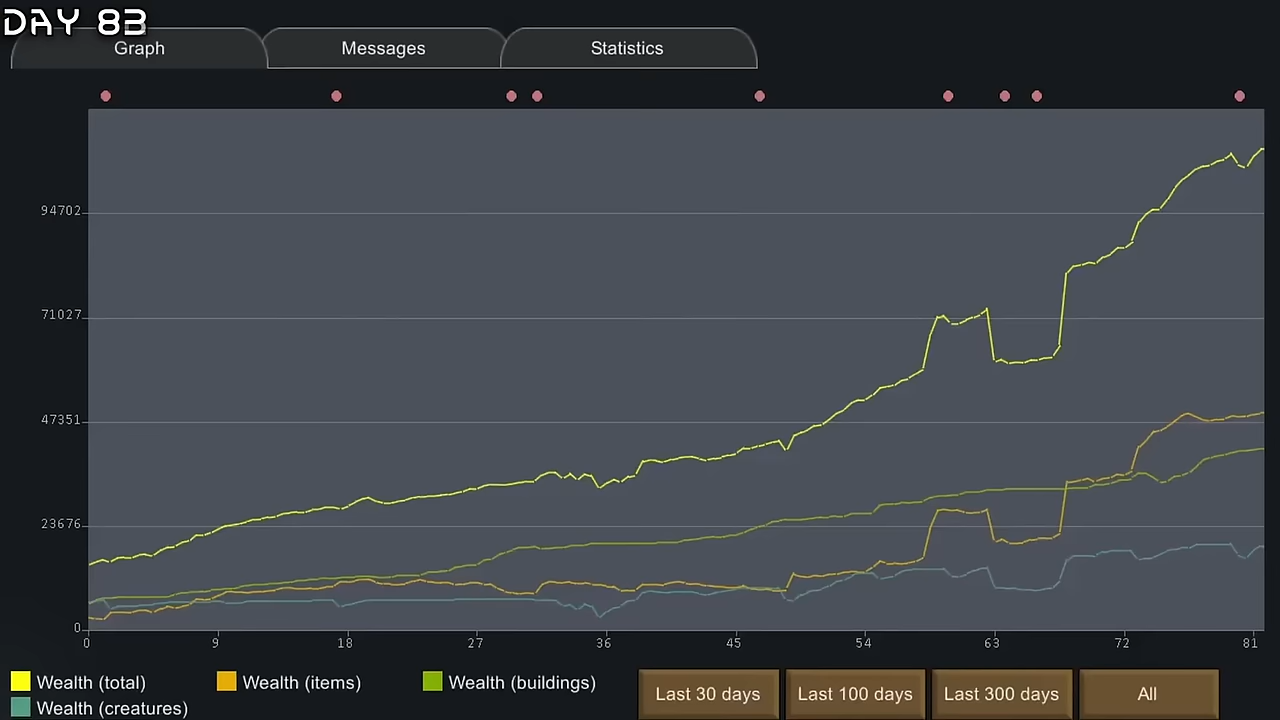 DAY 83
Graph Messages Statistics
94702
71027
47351
23676
0
0 9 18 27 36 45 54 63 72 81
Wealth (total) Wealth (items) Wealth (buildings)
Wealth (creatures)
Last 30 days Last 100 days Last 300 days All